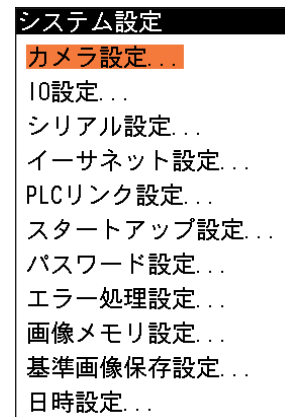 システム設定
カメラ設定...
IO設定...
シリアル設定...
イーサネット設定...
PLCリンク設定...
スタートアップ設定...
パスワード設定...
エラー処理設定...
画像メモリ設定...
基準画像保存設定...
日時設定...